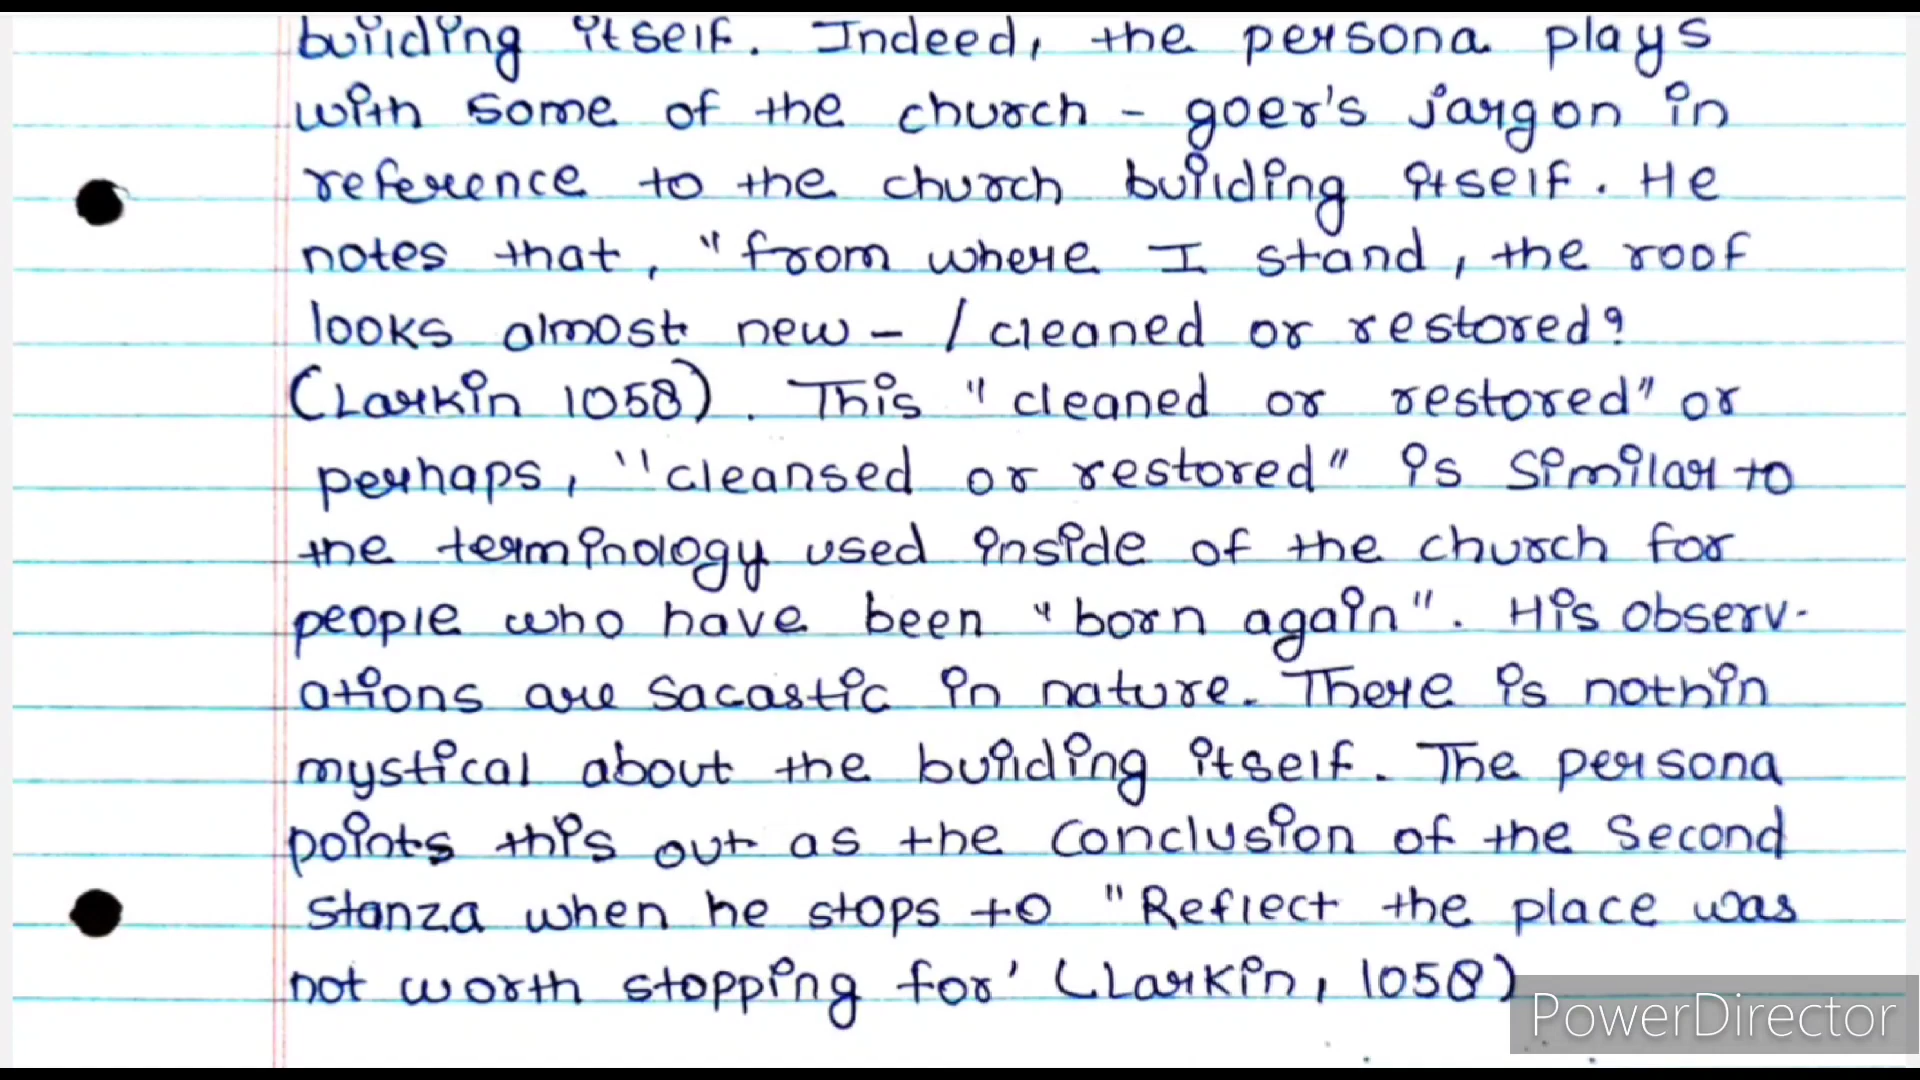 building itself. Indeed, the persona plays
with some of the church - goer's jargon in
reference to the church building itself. He
notes that, "from where I stand, the roof
looks almost new - / cleaned or restored?
(Larkin 1058). This "cleaned or restored" or
perhaps, "cleansed or restored" is similar to
the terminology used inside of the church for
people who have been "born again". His observ-
ations are sacastic in nature. There is nothin
mystical about the building itself. The persona
points this out as the conclusion of the second
stanza when he stops to "Reflect the place was
not worth stopping for' (Larkin, 1058)
PowerDirector